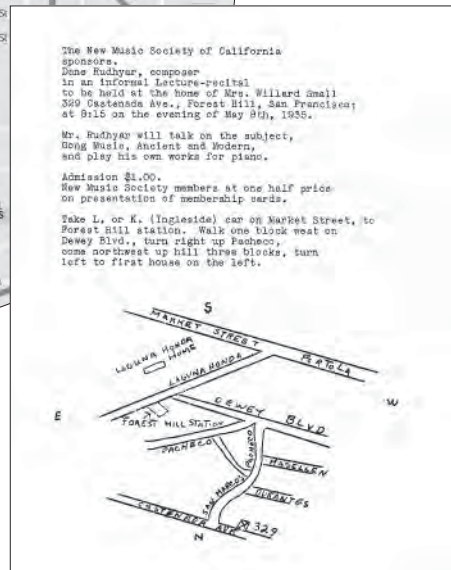 The New Music Society of California
sponsors.
Dane Rudhyar, composer
in an informal Lecture-recital
to be held at the home of Mrs. Willard Small
329 Castenada Ave., Forest Hill, San Francisco;
at 8:15 on the evening of May 8th, 1935.
Mr. Rudhyar will talk on the subject,
Gong Music, Ancient and Modern,
and play his own works for piano.
Admission $1.00.
New Music Society members at one half price
on presentation of membership cards.
Take L. or K. (Ingleside) car on Market Street, to
Forest Hill station. Walk one block west on
Dewey Blvd., turn right up Pacheco,
come northwest up hill three blocks, turn
left to first house on the left.
S
MARKET STREET
PORTOLA
LAGUNA HONDA
HOME
LAGUNA HONDA
W
E
DEWEY BLVD
FOREST HILL STATION
PACHECO
PACHECO
MAGELLEN
SAN MARCOS
DORANTES
CASTENADA AVE
329
N